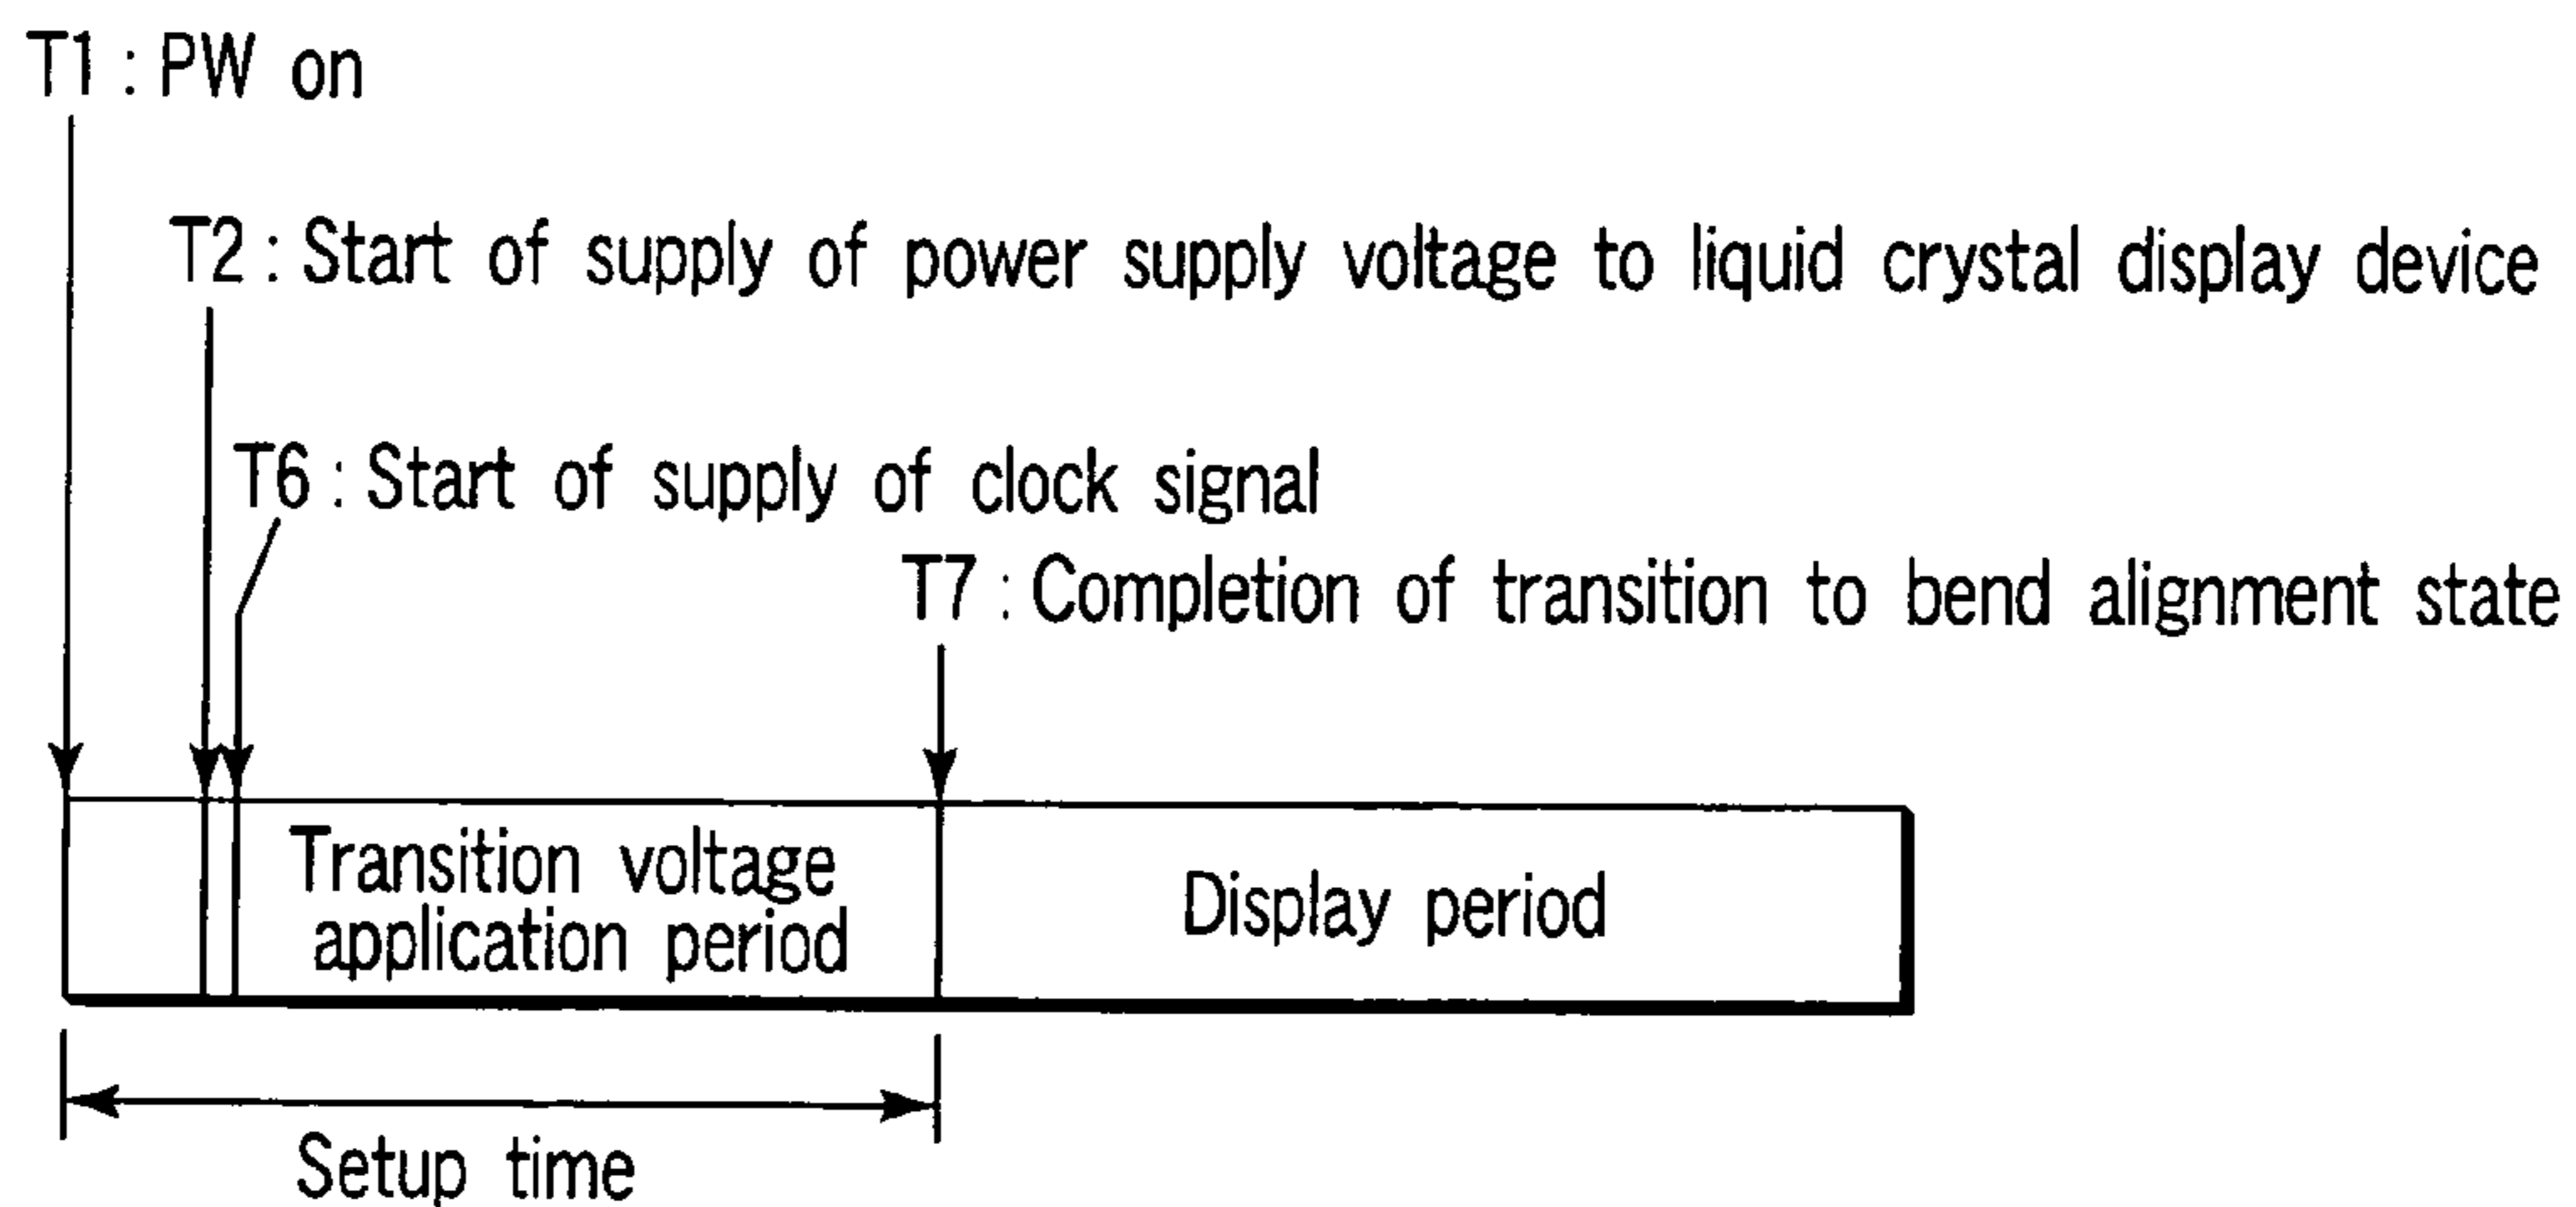 T1 : PW on
T2 : Start of supply of power supply voltage to liquid crystal display device
T6 : Start of supply of clock signal
T7 : Completion of transition to bend alignment state
Transition voltage
application period
Display period
Setup time